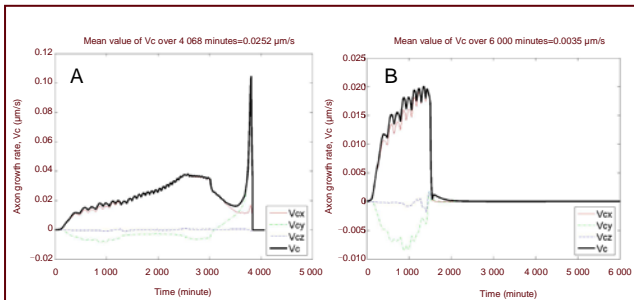 Mean value of Vc over 4 068 minutes=0.0252 µm/s
Mean value of Vc over 6 000 minutes=0.0035 µm/s
A
B
Axon growth rate, Vc (µm/s)
0.12
0.10
0.08
0.06
0.04
0.02
0
−0.02
Vcx
Vcy
Vcz
Vc
0 1 000 2 000 3 000 4 000 5 000
Time (minute)
Axon growth rate, Vc (µm/s)
0.025
0.020
0.015
0.010
0.005
0
−0.005
−0.010
Vcx
Vcy
Vcz
Vc
0 1 000 2 000 3 000 4 000 5 000 6 000
Time (minute)